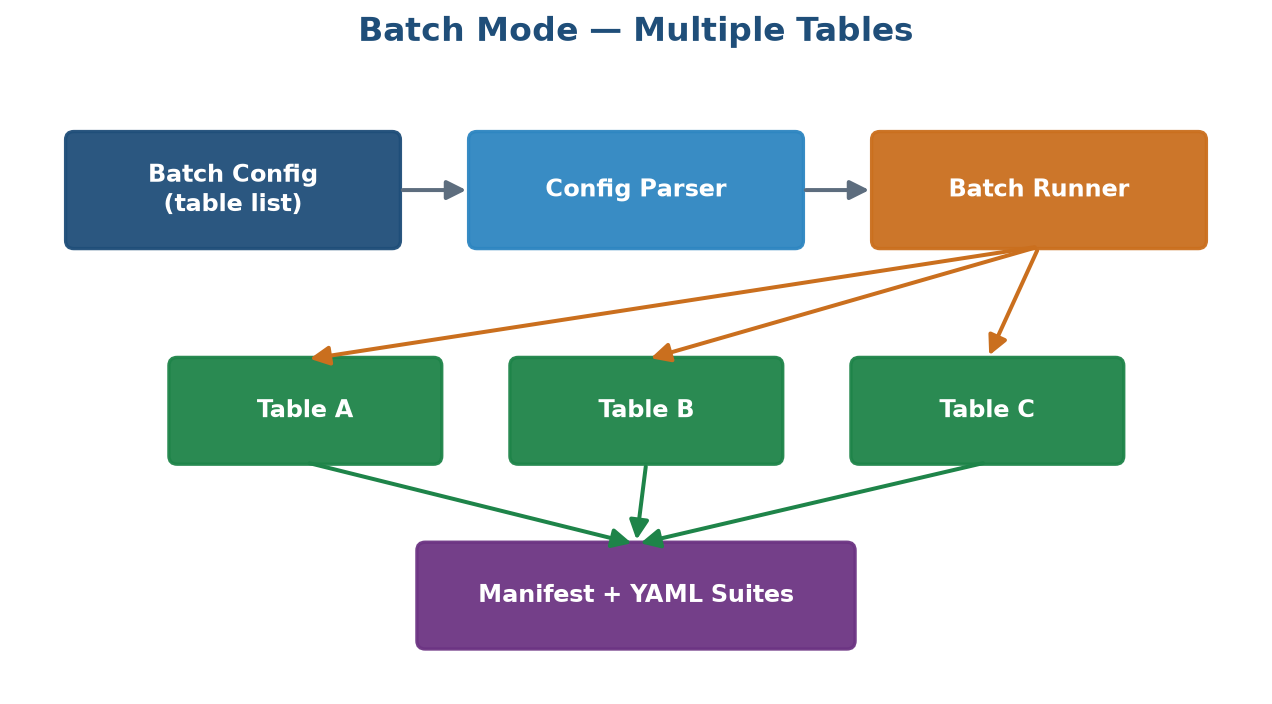 Batch Mode — Multiple Tables
Batch Config
(table list)
Config Parser
Batch Runner
Table A
Table B
Table C
Manifest + YAML Suites